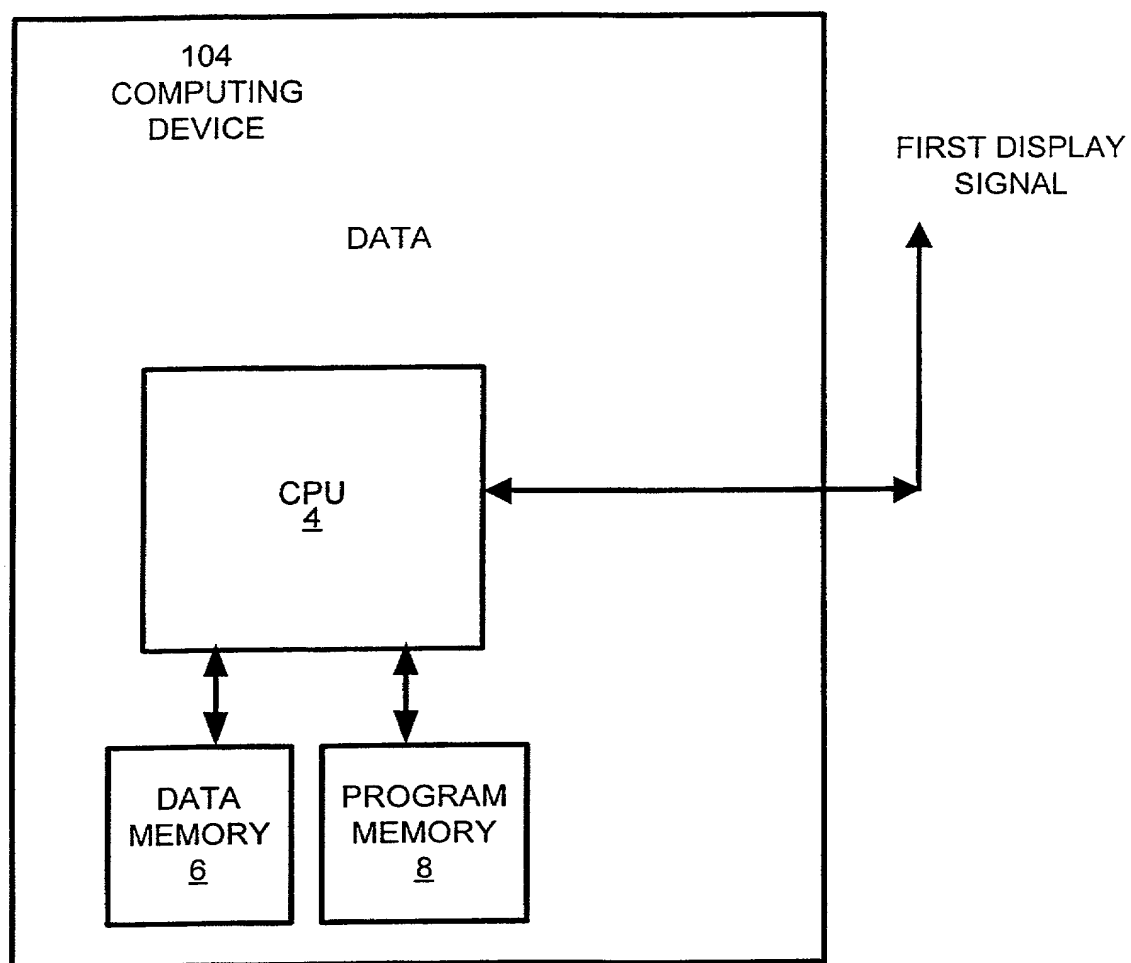 104
COMPUTING
DEVICE
FIRST DISPLAY
SIGNAL
DATA
CPU
4
DATA
MEMORY
6
PROGRAM
MEMORY
8